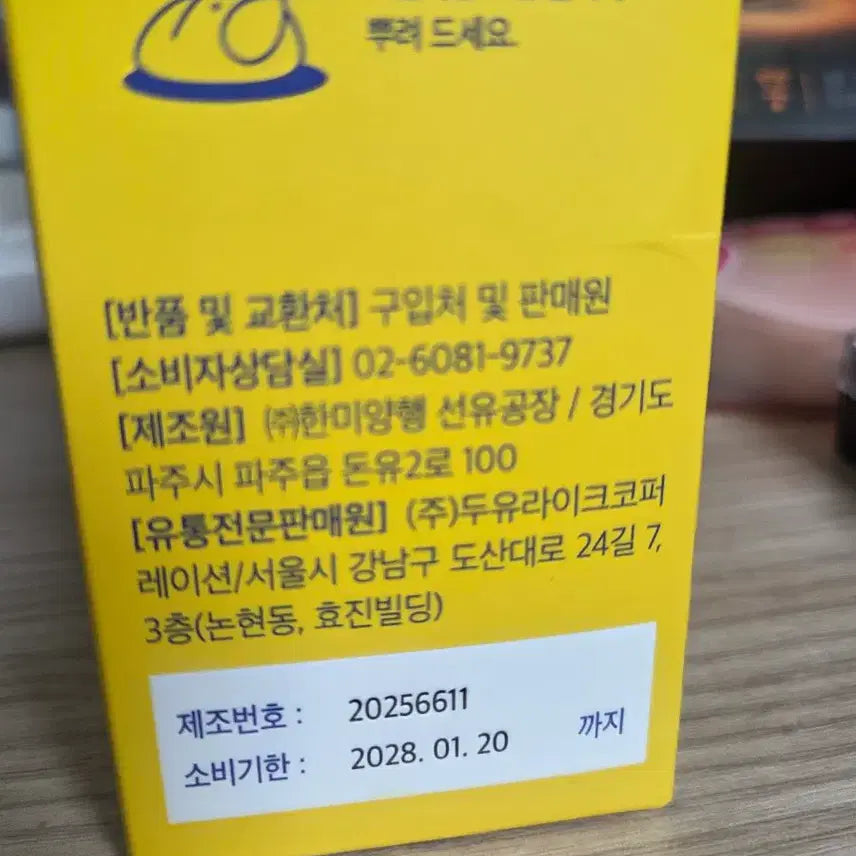 뿌려 드세요.
[반품 및 교환처] 구입처 및 판매원
[소비자상담실] 02-6081-9737
[제조원] ㈜한미양행 선유공장 / 경기도
파주시 파주읍 돈유2로 100
[유통전문판매원] (주)두유라이크코퍼
레이션/서울시 강남구 도산대로 24길 7,
3층(논현동, 효진빌딩)
제조번호 : 20256611
소비기한 : 2028. 01. 20 까지